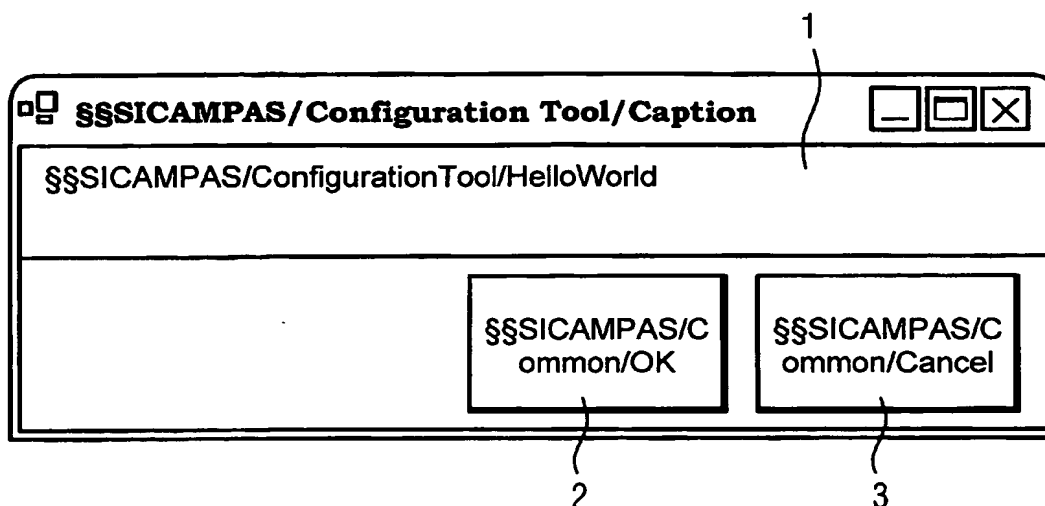 1
§§SICAMPAS/Configuration Tool/Caption
§§SICAMPAS/ConfigurationTool/HelloWorld
§§SICAMPAS/C
ommon/OK
§§SICAMPAS/C
ommon/Cancel
2
3